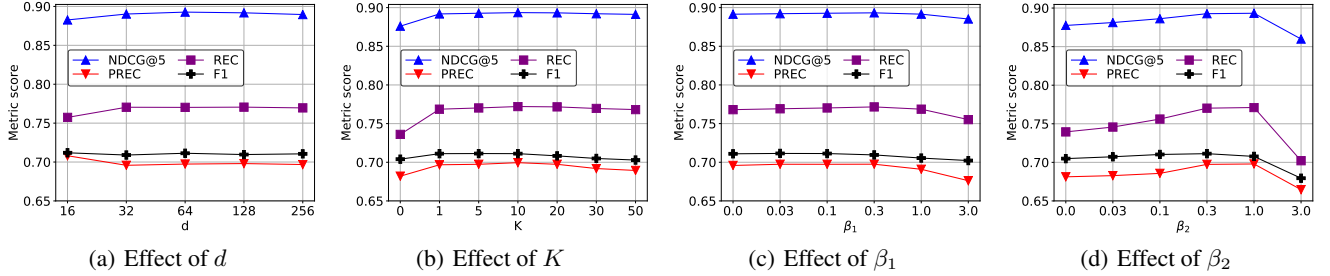 0.90
0.85
0.80
0.75
0.70
0.65
Metric score
NDCG@5
PREC
REC
F1
16 32 64 128 256
d
(a) Effect of d
0.90
0.85
0.80
0.75
0.70
0.65
Metric score
NDCG@5
PREC
REC
F1
0 1 5 10 20 30 50
K
(b) Effect of K
0.90
0.85
0.80
0.75
0.70
0.65
Metric score
NDCG@5
PREC
REC
F1
0.0 0.03 0.1 0.3 1.0 3.0
β₁
(c) Effect of β₁
0.90
0.85
0.80
0.75
0.70
0.65
Metric score
NDCG@5
PREC
REC
F1
0.0 0.03 0.1 0.3 1.0 3.0
β₂
(d) Effect of β₂